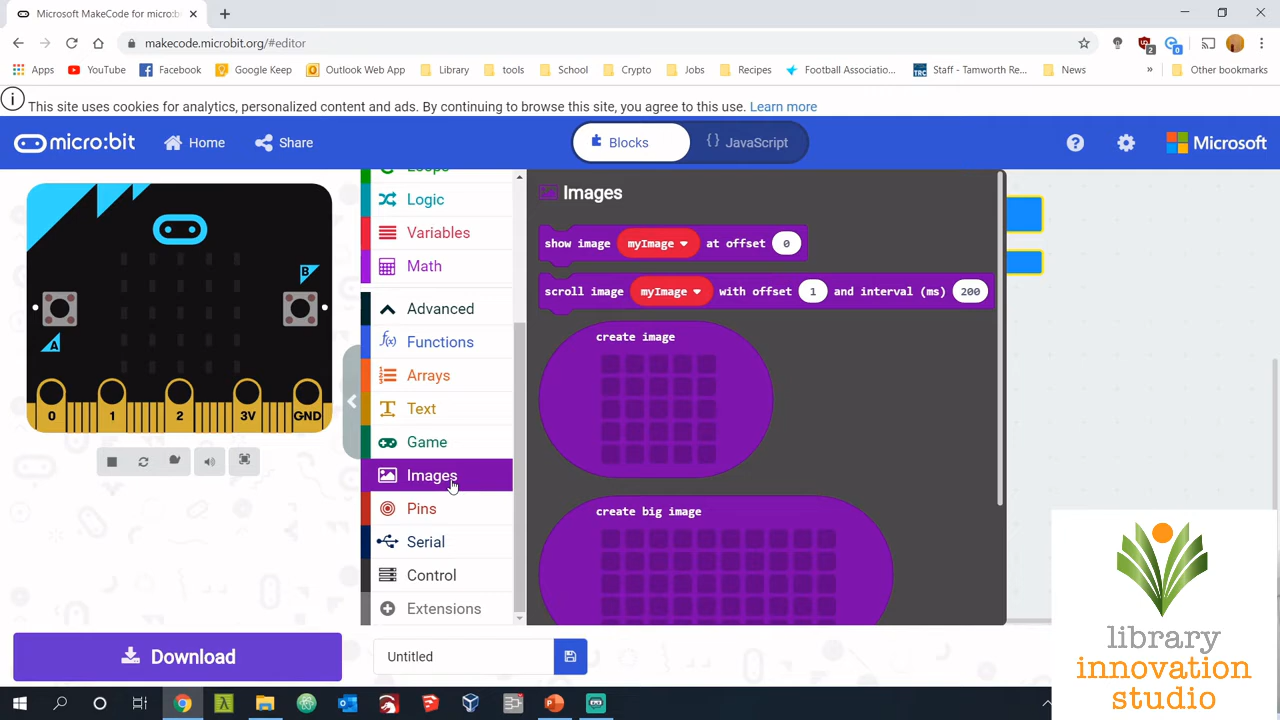 Microsoft MakeCode for micro:b
makecode.microbit.org/#editor
2
0
Apps
YouTube
Facebook
Google Keep
Outlook Web App
Library
tools
School
Crypto
Jobs
Recipes
Football Associatio...
TRC
Staff - Tamworth Re...
News
»
Other bookmarks
This site uses cookies for analytics, personalized content and ads. By continuing to browse this site, you agree to this use. Learn more
micro:bit
Home
Share
Blocks
{} JavaScript
?
Microsoft
Loops
Logic
Variables
Math
Advanced
f(x) Functions
Arrays
Text
Game
Images
Pins
Serial
Control
Extensions
B
A
0 1 2 3V GND
Images
show image myImage at offset 0
scroll image myImage with offset 1 and interval (ms) 200
create image
create big image
Download
Untitled
library
innovation
studio